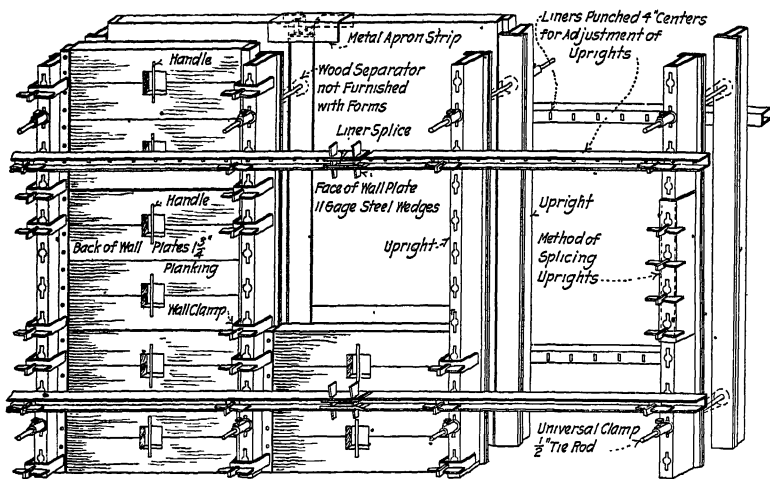 Liners Punched 4" Centers
for Adjustment of
Uprights
Metal Apron Strip
Handle
Wood Separator
not Furnished
with Forms
Liner Splice
Handle
Face of Wall Plate
11 Gage Steel Wedges
Upright
Upright
Back of Wall Plates 1 3/4"
Planking
Method of
Splicing
Uprights
Wall Clamp
Universal Clamp
1/2" Tie Rod